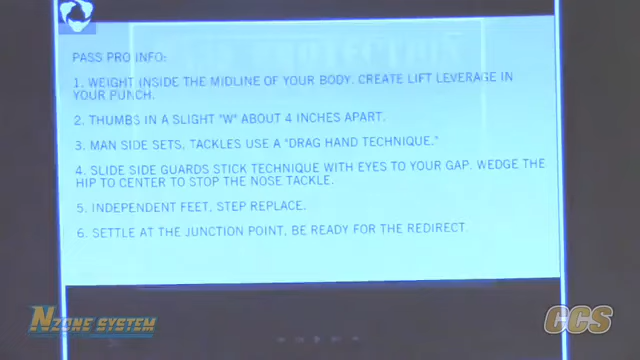 PASS PRO INFO:
1. WEIGHT INSIDE THE MIDLINE OF YOUR BODY. CREATE LIFT LEVERAGE IN
YOUR PUNCH.
2. THUMBS IN A SLIGHT "W" ABOUT 4 INCHES APART.
3. MAN SIDE SETS, TACKLES USE A "DRAG HAND TECHNIQUE."
4. SLIDE SIDE GUARDS STICK TECHNIQUE WITH EYES TO YOUR GAP. WEDGE THE
HIP TO CENTER TO STOP THE NOSE TACKLE.
5. INDEPENDENT FEET, STEP REPLACE.
6. SETTLE AT THE JUNCTION POINT, BE READY FOR THE REDIRECT.
NZONE SYSTEM
CCS